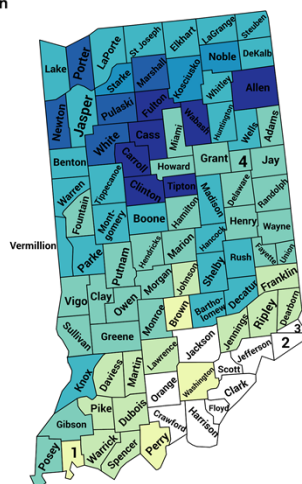 n
LaPorte
St Joseph
Elkhart
LaGrange
Steuben
Lake
Porter
Starke
Marshall
Kosciusko
Noble
DeKalb
Newton
Jasper
Pulaski
Fulton
Whitley
Allen
White
Cass
Miami
Wabash
Huntington
Wells
Adams
Benton
Carroll
Howard
Grant
4
Jay
Warren
Tippecanoe
Clinton
Tipton
Madison
Delaware
Randolph
Fountain
Mont-
gomery
Boone
Hamilton
Henry
Wayne
Vermillion
Parke
Putnam
Hendricks
Marion
Hancock
Rush
Fayette
Union
Vigo
Clay
Owen
Morgan
Johnson
Shelby
Decatur
Franklin
Sullivan
Greene
Monroe
Brown
Bartho-
lomew
Jennings
Ripley
Dearborn
3
Knox
Daviess
Martin
Lawrence
Jackson
Jefferson
2
Gibson
Pike
Dubois
Orange
Washington
Scott
Clark
Posey
1
Warrick
Spencer
Perry
Crawford
Harrison
Floyd